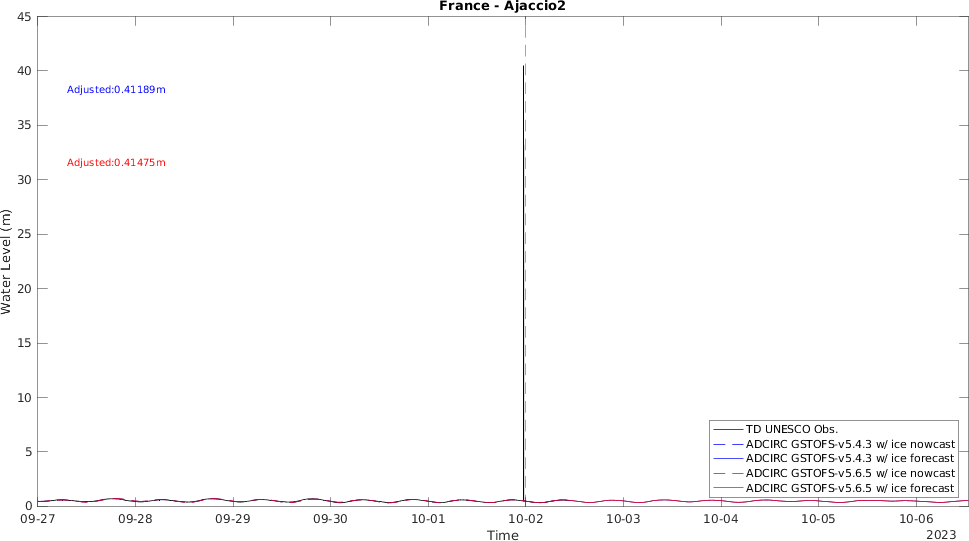 France - Ajaccio2
45
40
35
30
25
20
15
10
5
0
Water Level (m)
Adjusted:0.41189m
Adjusted:0.41475m
TD UNESCO Obs.
ADCIRC GSTOFS-v5.4.3 w/ ice nowcast
ADCIRC GSTOFS-v5.4.3 w/ ice forecast
ADCIRC GSTOFS-v5.6.5 w/ ice nowcast
ADCIRC GSTOFS-v5.6.5 w/ ice forecast
09-27 09-28 09-29 09-30 10-01 10-02 10-03 10-04 10-05 10-06
Time
2023